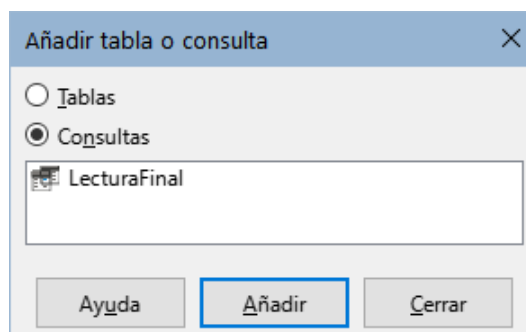 Añadir tabla o consulta
Tablas
Consultas
LecturaFinal
Ayuda Añadir Cerrar